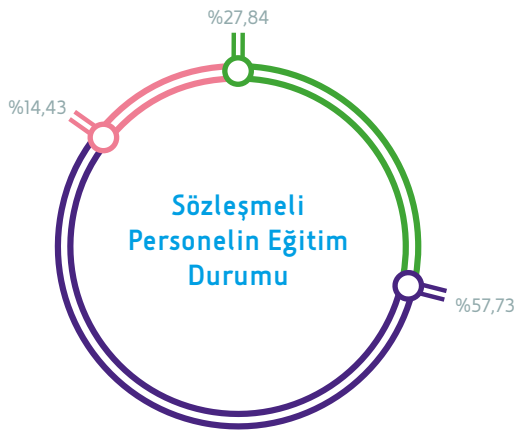 %27,84
%14,43
Sözleşmeli
Personelin Eğitim
Durumu
%57,73